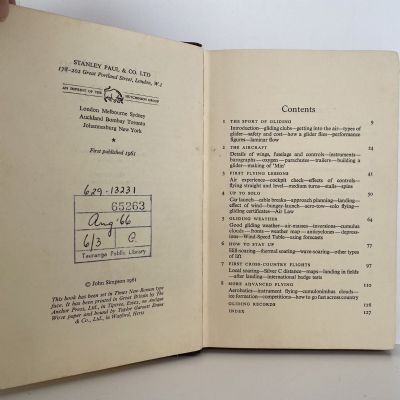 STANLEY PAUL & CO. LTD
178-202 Great Portland Street, London, W.1
AN IMPRINT OF THE HUTCHINSON GROUP
London Melbourne Sydney
Auckland Bombay Toronto
Johannesburg New York
★
First published 1961
629.13231
65263
Aug '66
6/3 C.
Tauranga Public Library
© John Simpson 1961
This book has been set in Times New Roman type
face. It has been printed in Great Britain by The
Anchor Press, Ltd., in Tiptree, Essex, on Antique
Wove paper and bound by Taylor Garnett Evans
& Co., Ltd., in Watford, Herts
Contents
1 THE SPORT OF GLIDING 9
Introduction—gliding clubs—getting into the air—types of
glider—safety and cost—how a glider flies—performance
figures—laminar flow
2 THE AIRCRAFT 24
Details of wings, fuselage and controls—instruments—
barographs—oxygen—parachutes—trailers—building a
glider—making of 'Min'
3 FIRST FLYING LESSONS 41
Air experience—cockpit check—effects of controls—
flying straight and level—medium turns—stalls—spins
4 UP TO SOLO 50
Car launch—cable breaks—approach planning—landing—
effect of wind—bungey-launch—aero-tow—solo flying—
gliding certificates—Air Law
5 GLIDING WEATHER 64
Good gliding weather—air-masses—inversions—cumulus
clouds—fronts—weather map—anticyclones—depres-
sions—Wind-Speed Table—using forecasts
6 HOW TO STAY UP 77
Hill-soaring—thermal soaring—wave-soaring—other types
of soaring
7 FIRST CROSS-COUNTRY FLIGHTS 95
Local soaring—Silver C distance—maps—landing in fields
—after landing—international badge tests
8 MORE ADVANCED FLYING 110
Aerobatics—instrument flying—cumulonimbus clouds—
ice formation—competitions—how to go fast across country
GLIDING RECORDS 126
INDEX 127